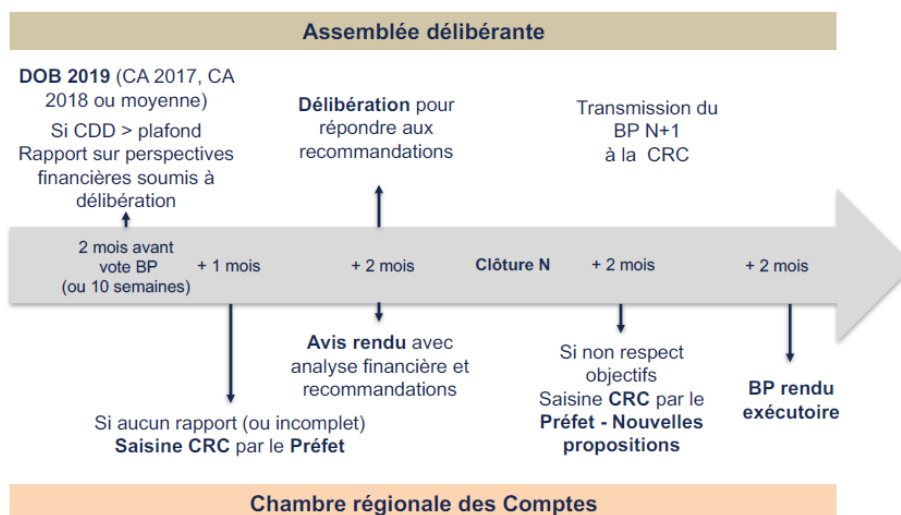 Assemblée délibérante
DOB 2019 (CA 2017, CA
2018 ou moyenne)
Si CDD > plafond
Rapport sur perspectives
financières soumis à
délibération
Délibération pour
répondre aux
recommandations
Transmission du
BP N+1
à la CRC
2 mois avant
vote BP
(ou 10 semaines)
+ 1 mois
+ 2 mois
Clôture N
+ 2 mois
+ 2 mois
Si aucun rapport (ou incomplet)
Saisine CRC par le Préfet
Avis rendu avec
analyse financière et
recommandations
Si non respect
objectifs
Saisine CRC par le
Préfet - Nouvelles
propositions
BP rendu
exécutoire
Chambre régionale des Comptes